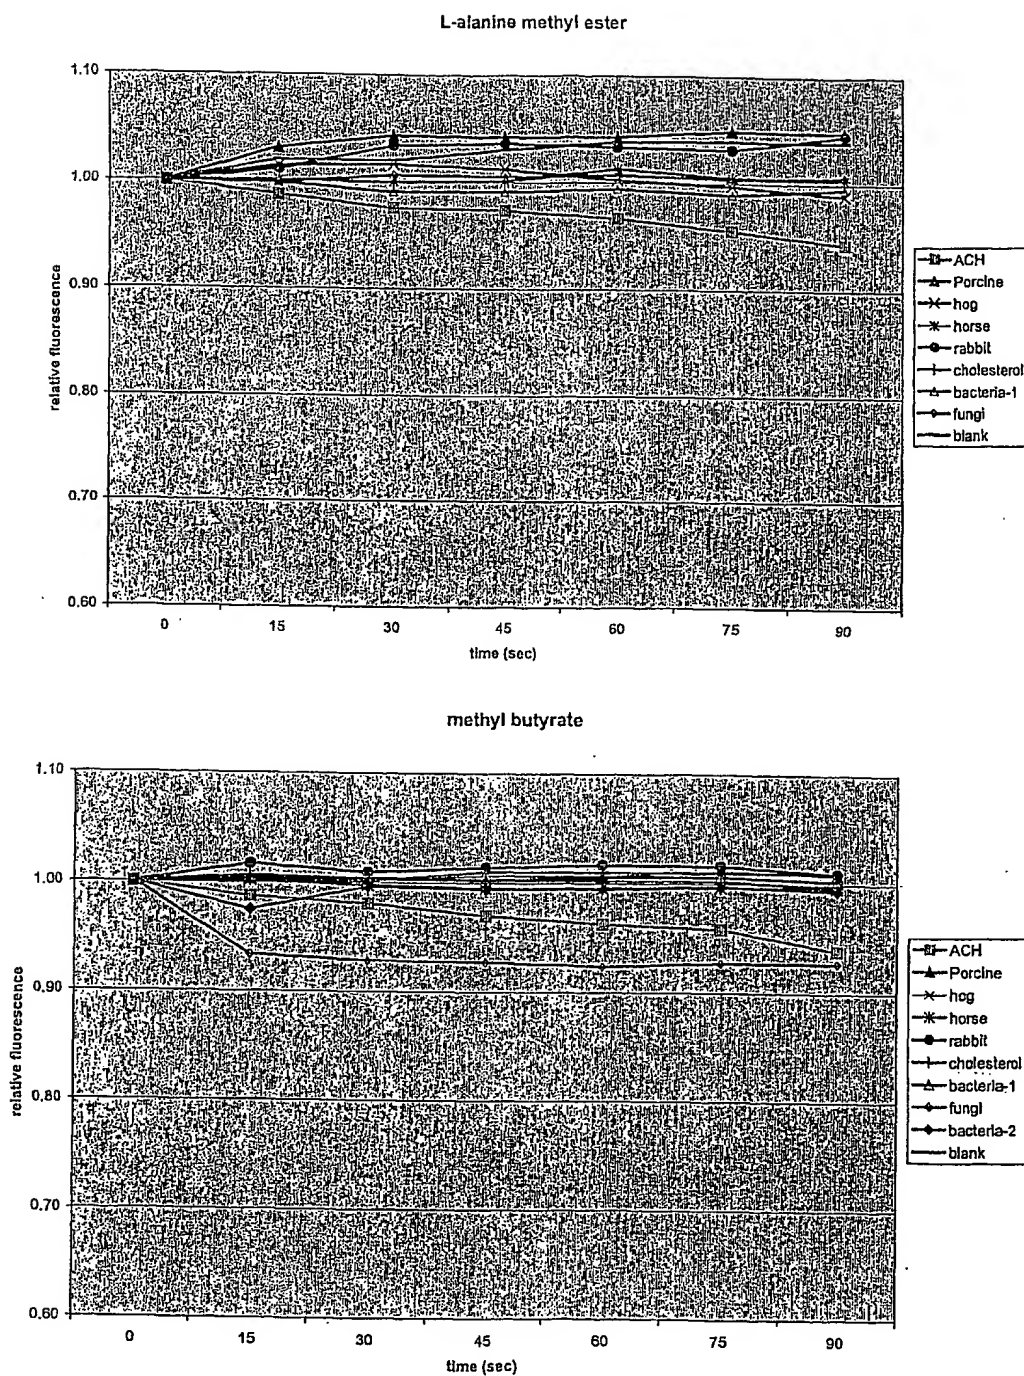 L-alanine methyl ester
1.10
1.00
0.90
0.80
0.70
0.60
relative fluorescence
0 15 30 45 60 75 90
time (sec)
ACH
Porcine
hog
horse
rabbit
cholesterol
bacteria-1
fungi
blank
methyl butyrate
1.10
1.00
0.90
0.80
0.70
0.60
relative fluorescence
0 15 30 45 60 75 90
time (sec)
ACH
Porcine
hog
horse
rabbit
cholesterol
bacteria-1
fungi
bacteria-2
blank